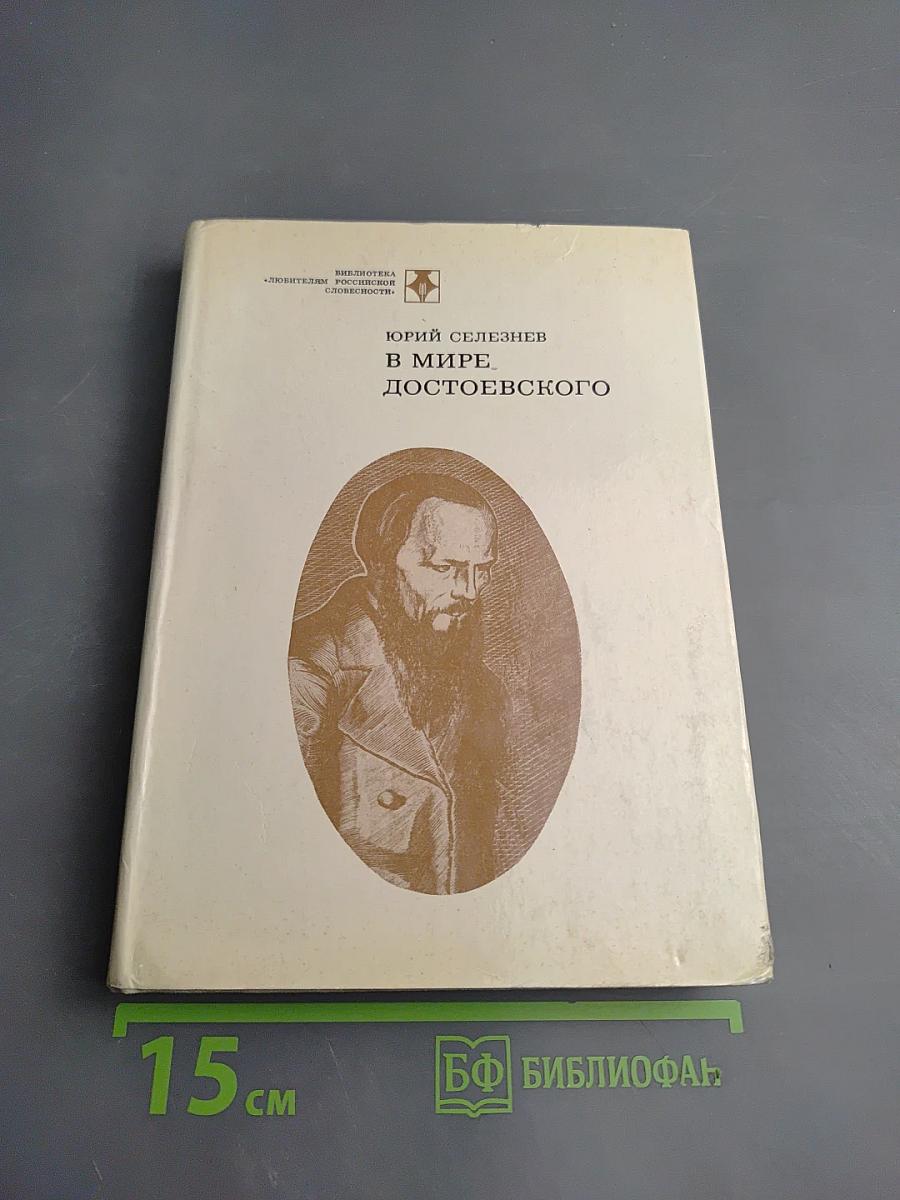 БИБЛИОТЕКА
«ЛЮБИТЕЛЯМ РОССИЙСКОЙ
СЛОВЕСНОСТИ»
ЮРИЙ СЕЛЕЗНЕВ
В МИРЕ
ДОСТОЕВСКОГО
15 см
БФ БИБЛИОФАН